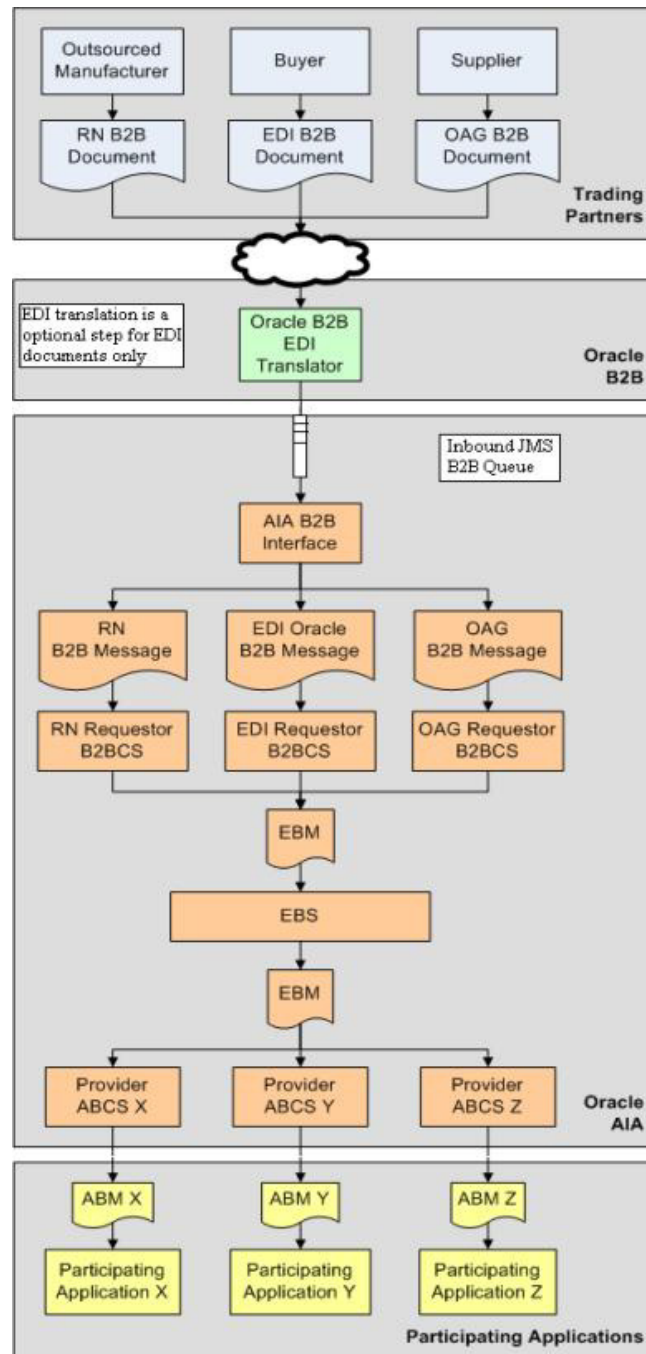 Outsourced
Manufacturer
Buyer
Supplier
RN B2B
Document
EDI B2B
Document
OAG B2B
Document
Trading
Partners
EDI translation is a
optional step for EDI
documents only
Oracle B2B
EDI
Translator
Oracle
B2B
Inbound JMS
B2B Queue
AIA B2B
Interface
RN
B2B Message
EDI Oracle
B2B Message
OAG
B2B Message
RN Requestor
B2BCS
EDI Requestor
B2BCS
OAG Requestor
B2BCS
EBM
EBS
EBM
Provider
ABCS X
Provider
ABCS Y
Provider
ABCS Z
Oracle
AIA
ABM X
ABM Y
ABM Z
Participating
Application X
Participating
Application Y
Participating
Application Z
Participating Applications